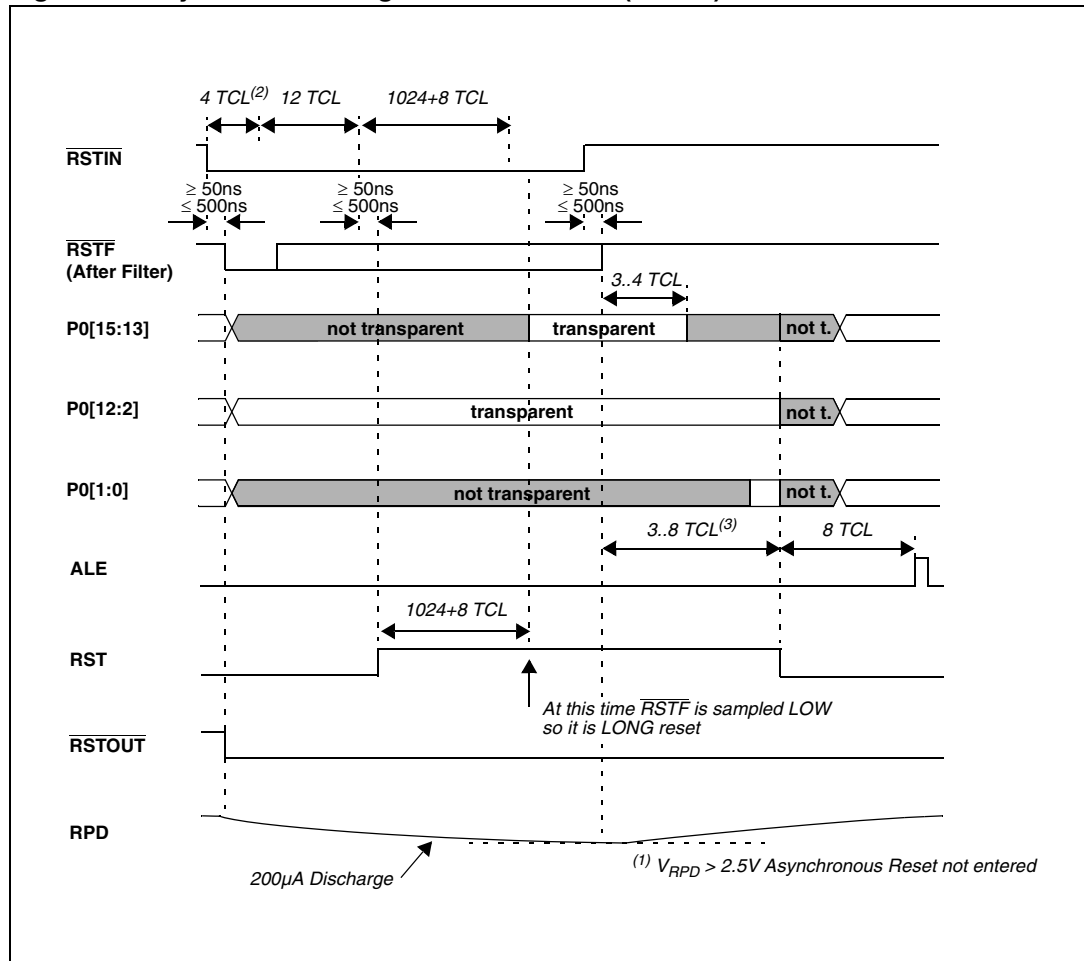 4 TCL(2) 12 TCL 1024+8 TCL
RSTIN
≥ 50ns ≥ 50ns ≥ 50ns
≤ 500ns ≤ 500ns ≤ 500ns
RSTF
(After Filter)
3..4 TCL
P0[15:13] not transparent transparent not t.
P0[12:2] transparent not t.
P0[1:0] not transparent not t.
3..8 TCL(3) 8 TCL
ALE
1024+8 TCL
RST
At this time RSTF is sampled LOW
so it is LONG reset
RSTOUT
RPD
200µA Discharge
(1) VRPD > 2.5V Asynchronous Reset not entered